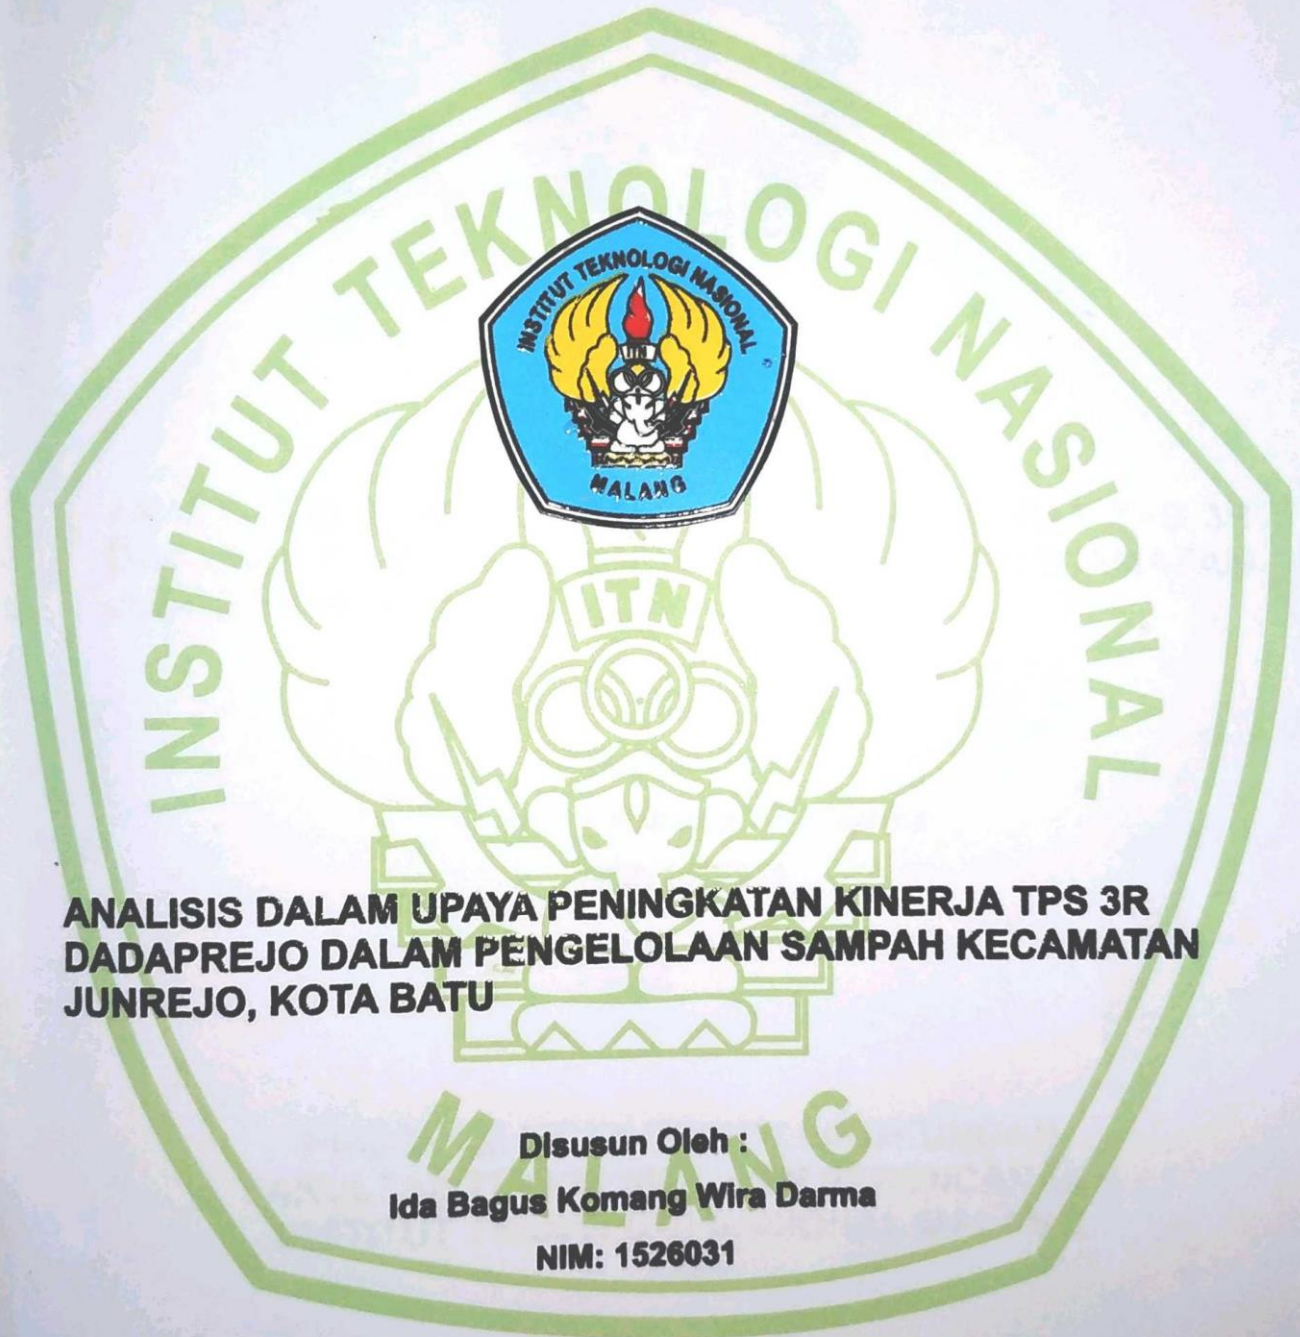 INSTITUT TEKNOLOGI NASIONAL
INSTITUT TEKNOLOGI NASIONAL
ITN
MALANG
ITN
ANALISIS DALAM UPAYA PENINGKATAN KINERJA TPS 3R
DADAPREJO DALAM PENGELOLAAN SAMPAH KECAMATAN
JUNREJO, KOTA BATU
MALANG
Disusun Oleh :
Ida Bagus Komang Wira Darma
NIM: 1526031